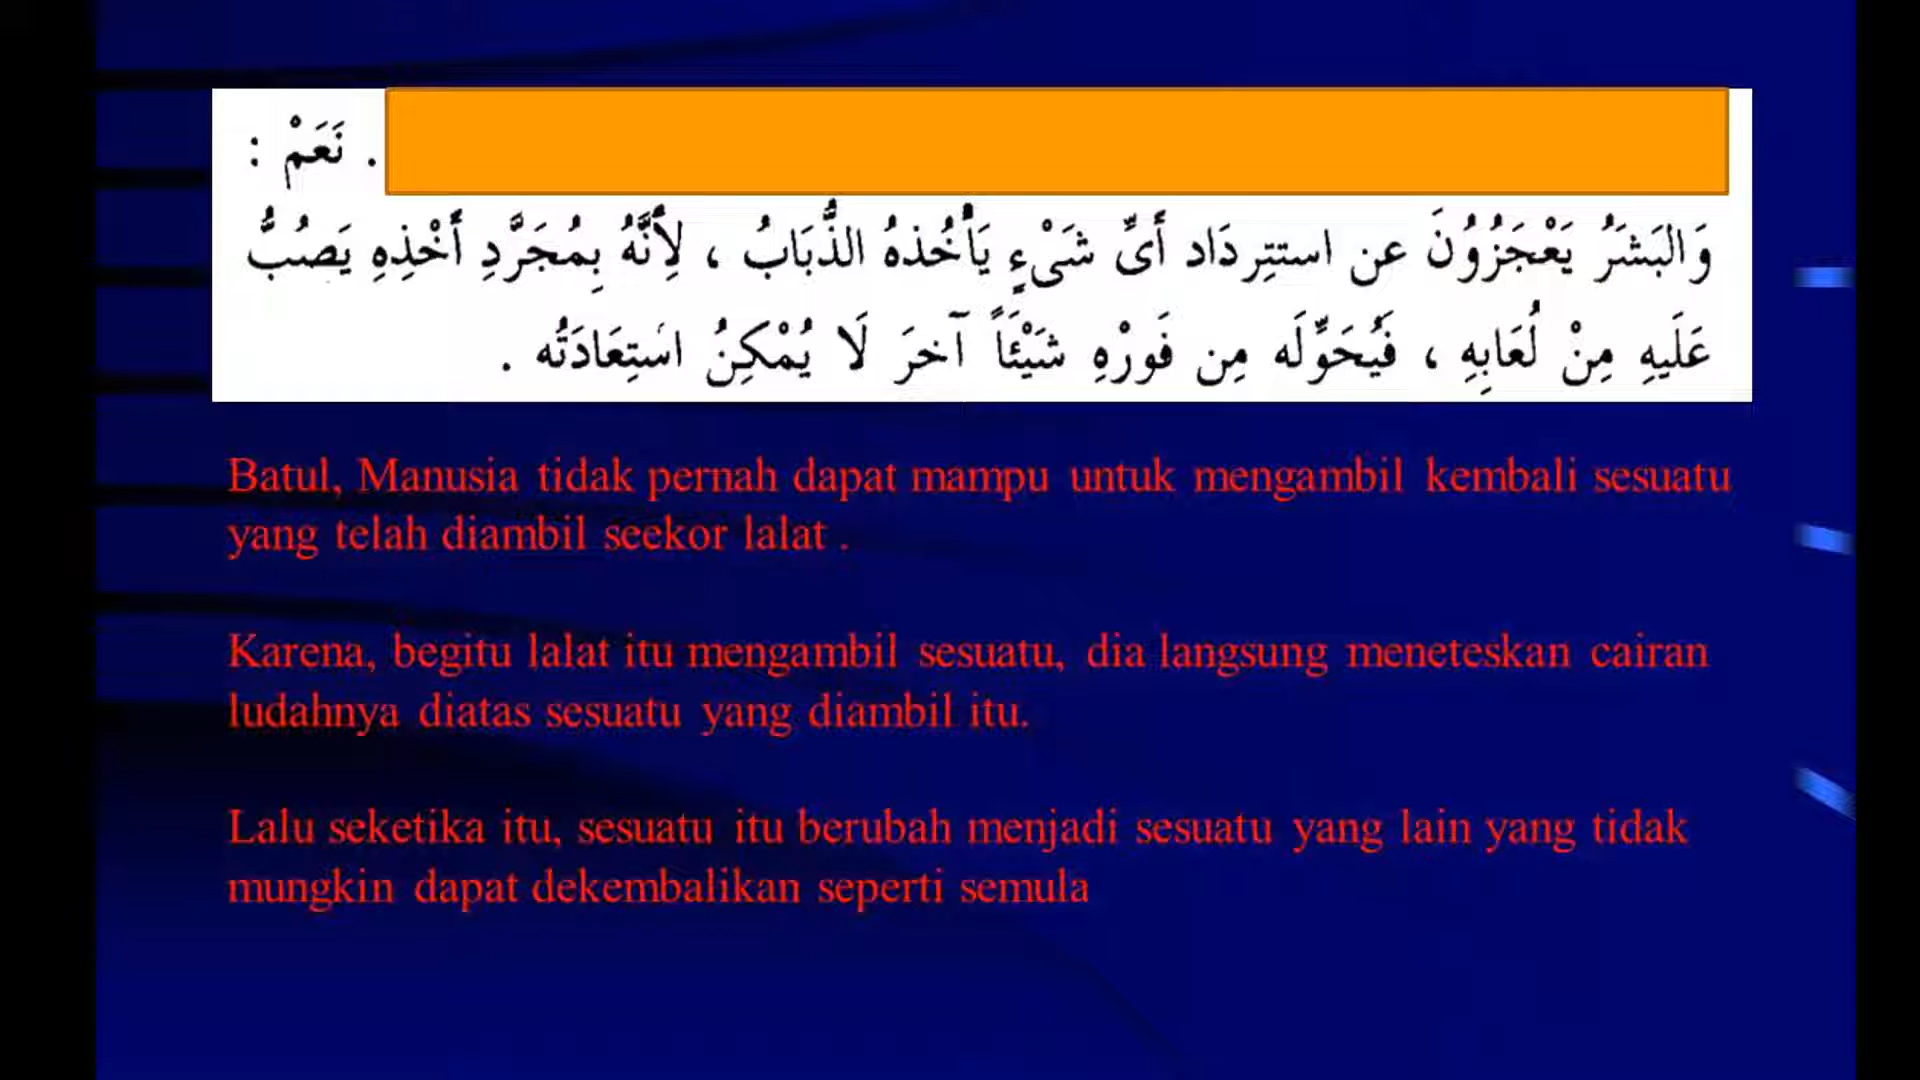 . نَعَمْ :
وَالبَشَرُ يَعْجَزُوُنَ عن استتِردَاد أَىِّ شَىْءٍ يَأْخُذهُ الذُّبَابُ ، لِأَنَّهُ بِمُجَرَّدِ أَخْذِهِ يَصُبُّ
عَلَيهِ مِنْ لُعَابِهِ ، فَيُحَوِّلَه مِن فَورْهِ شَيْئَاً آخرَ لَا يُمْكِنُ اسَتِعَادَتُه .
Batul, Manusia tidak pernah dapat mampu untuk mengambil kembali sesuatu
yang telah diambil seekor lalat .
Karena, begitu lalat itu mengambil sesuatu, dia langsung meneteskan cairan
ludahnya diatas sesuatu yang diambil itu.
Lalu seketika itu, sesuatu itu berubah menjadi sesuatu yang lain yang tidak
mungkin dapat dekembalikan seperti semula